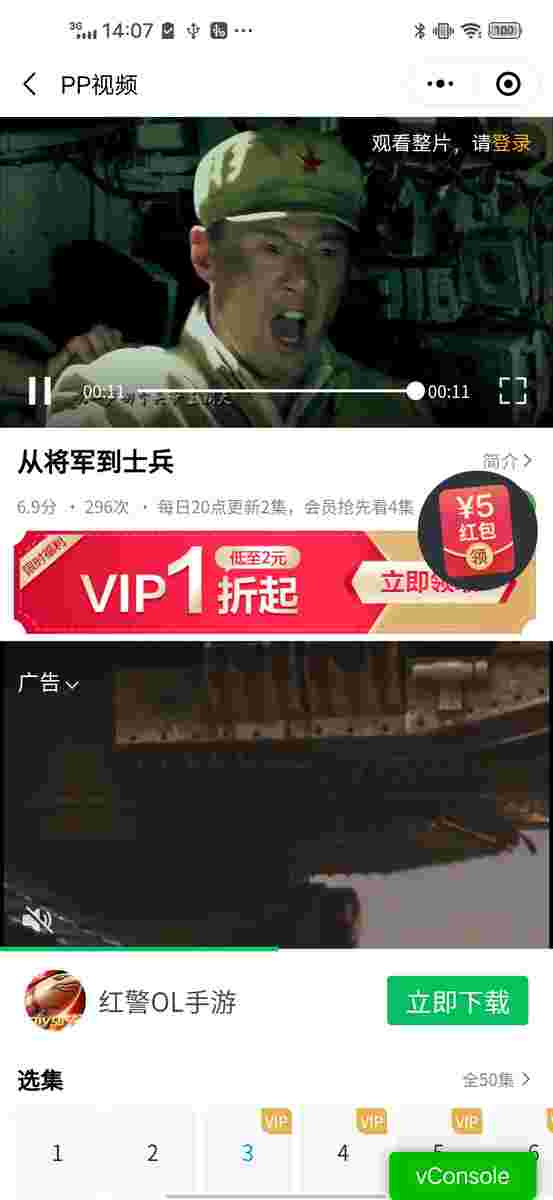 3G 14:07 100
PP视频
观看整片，请登录
00:11 00:11
从将军到士兵
简介
6.9分 · 296次 · 每日20点更新2集，会员抢先看4集
¥5
红包
领
限时福利
VIP1折起
低至2元
立即领
广告
红警OL手游
立即下载
选集
全50集
VIP VIP VIP
1 2 3 4 5 6
vConsole